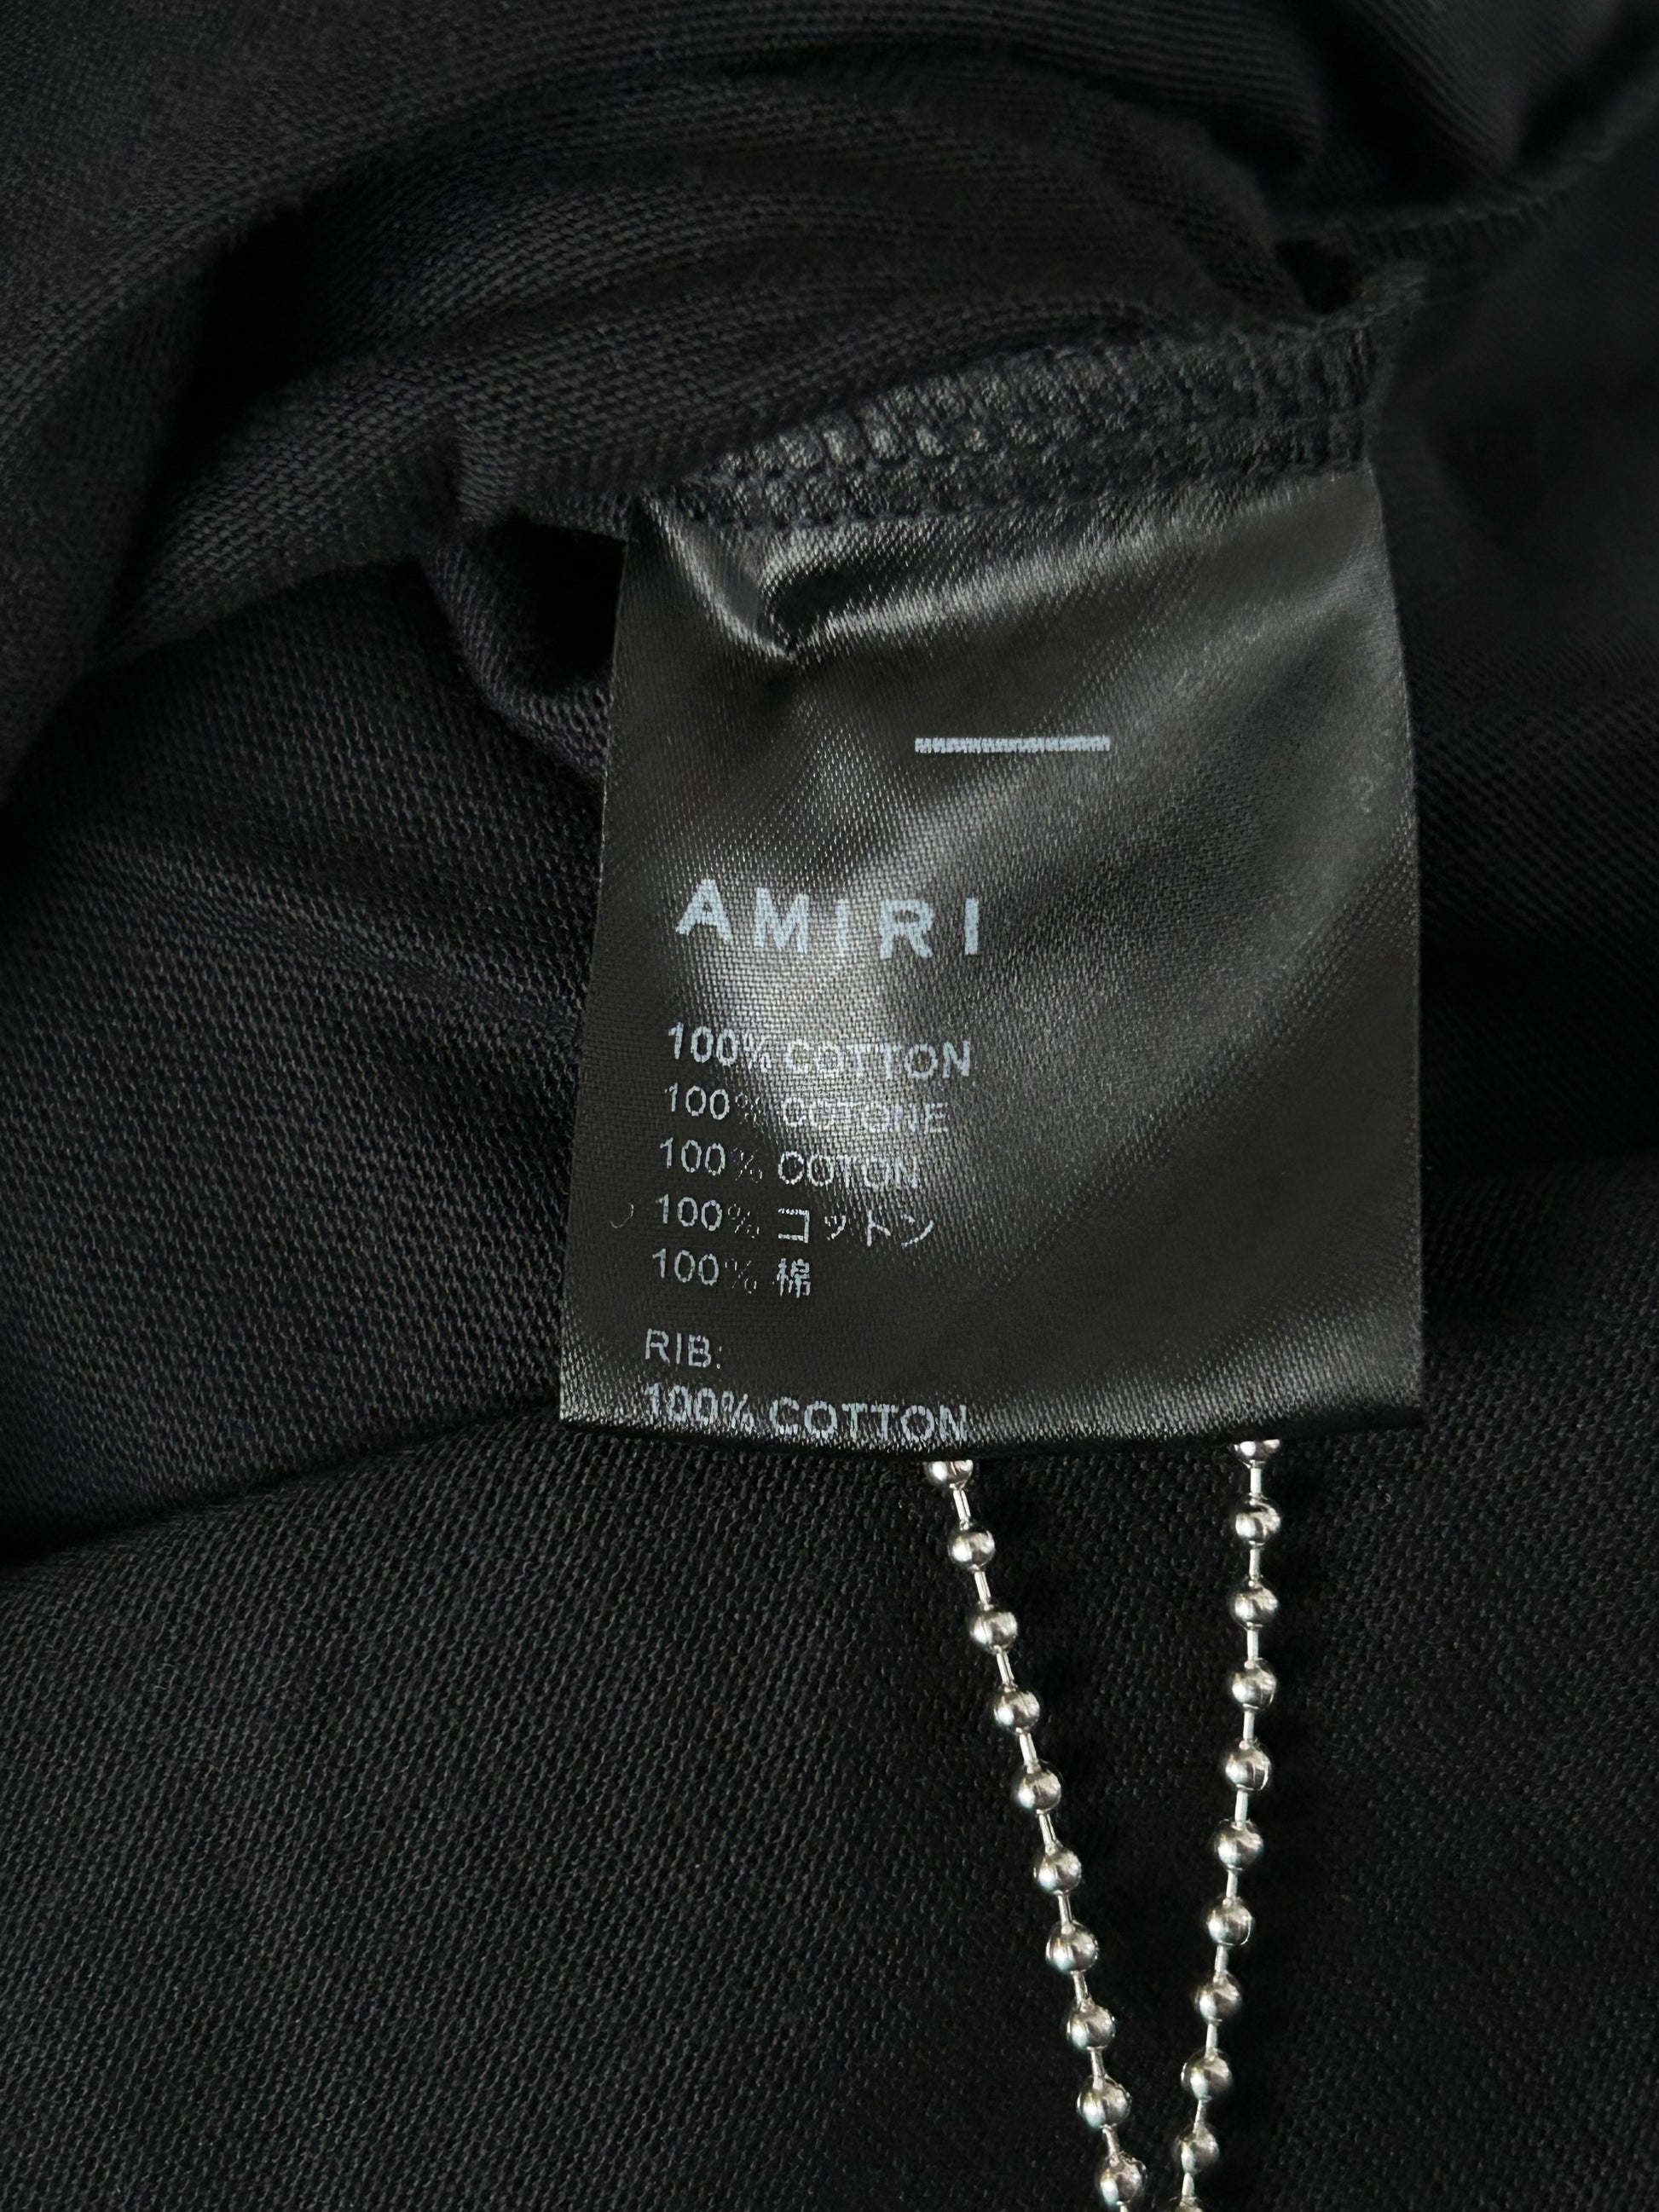 AMIRI
100% COTTON
100% COTONE
100% COTON
100% コットン
100% 棉
RIB:
100% COTTON